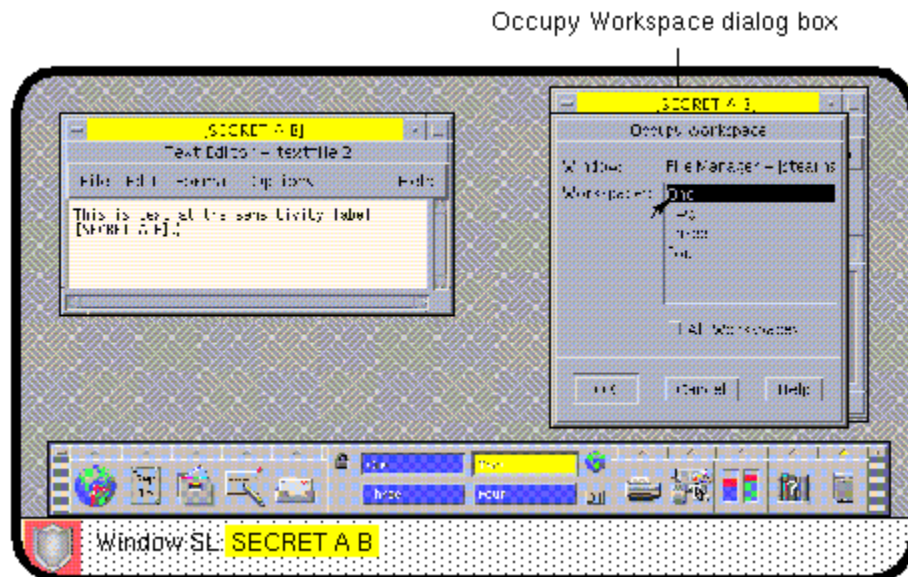 Occupy Workspace dialog box
[SECRET A B]
Text Editor - textfile 2
File Edit Format Options Help
This is text at the sensitivity label
[SECRET A B].
[SECRET A B]
Occupy Workspace
Window: File Manager - jstearns
Workspaces: One
Two
Three
Four
All Workspaces
OK Cancel Help
One Two
Three Four
Window SL: SECRET A B